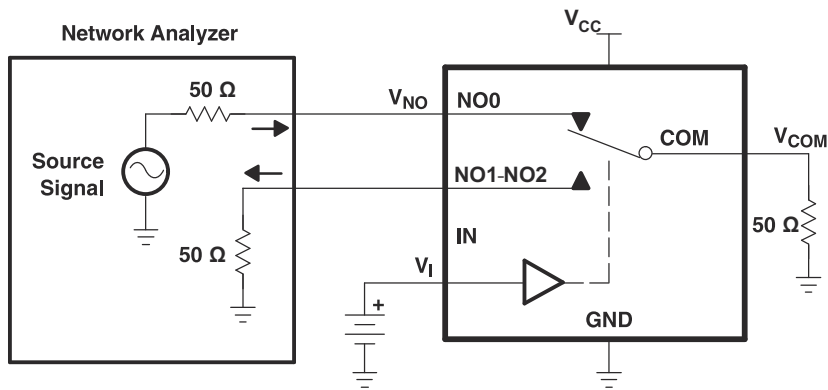 V_CC
Network Analyzer
50 Ω
V_NO
NO0
COM
V_COM
Source
Signal
NO1-NO2
50 Ω
50 Ω
IN
V_I
+
GND